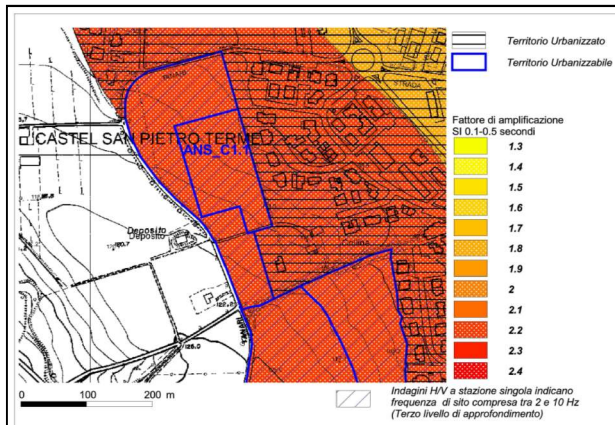 Territorio Urbanizzato
Territorio Urbanizzabile
STRADA
CASTEL SAN PIETRO TERME
ANS_C1.1
Deposito
Deposito
Fattore di amplificazione
SI 0.1-0.5 secondi
1.3
1.4
1.5
1.6
1.7
1.8
1.9
2
2.1
2.2
2.3
2.4
126.0
0 100 200 m
Indagini H/V a stazione singola indicano
frequenza di sito compresa tra 2 e 10 Hz
(Terzo livello di approfondimento)